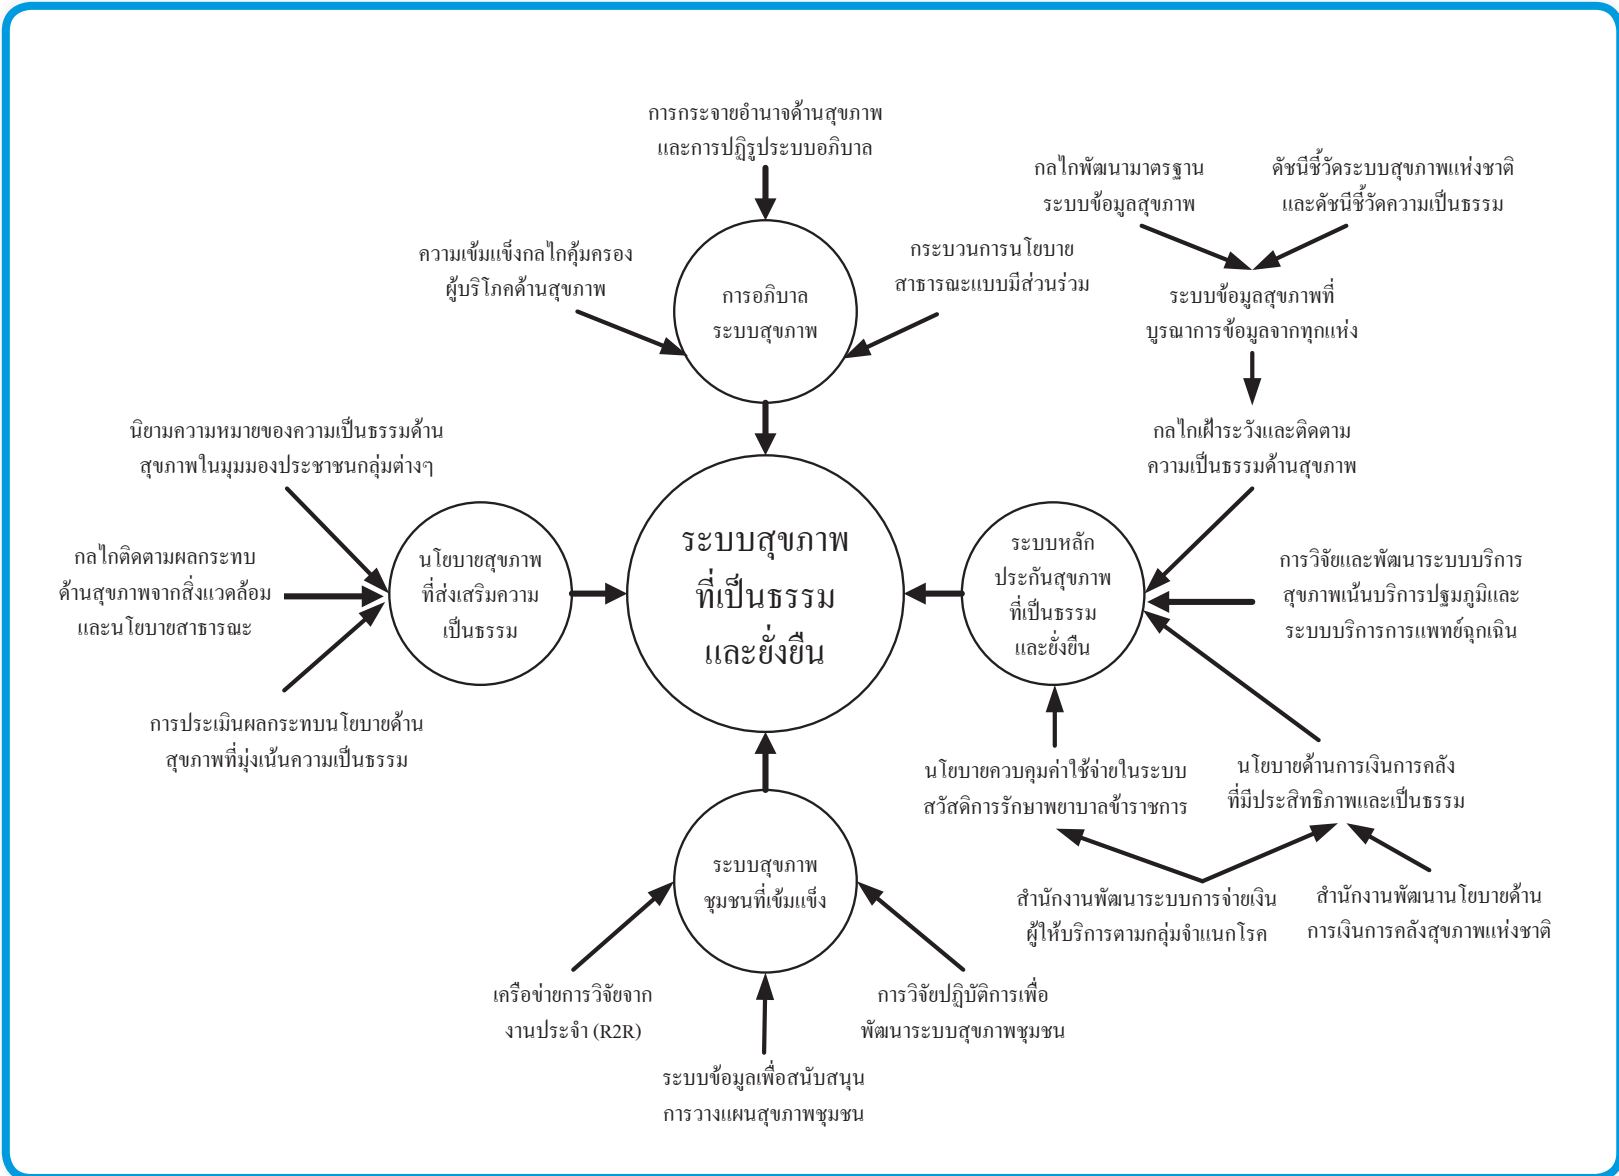 การกระจายอำนาจด้านสุขภาพ
และการปฏิรูประบบอภิบาล
กลไกพัฒนามาตรฐาน
ระบบข้อมูลสุขภาพ
ดัชนีชี้วัดระบบสุขภาพแห่งชาติ
และดัชนีชี้วัดความเป็นธรรม
ความเข้มแข็งกลไกคุ้มครอง
ผู้บริโภคด้านสุขภาพ
การอภิบาล
ระบบสุขภาพ
กระบวนการนโยบาย
สาธารณะแบบมีส่วนร่วม
ระบบข้อมูลสุขภาพที่
บูรณาการข้อมูลจากทุกแห่ง
นิยามความหมายของความเป็นธรรมด้าน
สุขภาพในมุมมองประชาชนกลุ่มต่างๆ
กลไกเฝ้าระวังและติดตาม
ความเป็นธรรมด้านสุขภาพ
กลไกติดตามผลกระทบ
ด้านสุขภาพจากสิ่งแวดล้อม
และนโยบายสาธารณะ
นโยบายสุขภาพ
ที่ส่งเสริมความ
เป็นธรรม
ระบบสุขภาพ
ที่เป็นธรรม
และยั่งยืน
ระบบหลัก
ประกันสุขภาพ
ที่เป็นธรรม
และยั่งยืน
การวิจัยและพัฒนาระบบบริการ
สุขภาพเน้นบริการปฐมภูมิและ
ระบบบริการการแพทย์ฉุกเฉิน
การประเมินผลกระทบนโยบายด้าน
สุขภาพที่มุ่งเน้นความเป็นธรรม
นโยบายควบคุมค่าใช้จ่ายในระบบ
สวัสดิการรักษาพยาบาลข้าราชการ
นโยบายด้านการเงินการคลัง
ที่มีประสิทธิภาพและเป็นธรรม
ระบบสุขภาพ
ชุมชนที่เข้มแข็ง
สำนักงานพัฒนาระบบการจ่ายเงิน
ผู้ให้บริการตามกลุ่มจำแนกโรค
สำนักงานพัฒนานโยบายด้าน
การเงินการคลังสุขภาพแห่งชาติ
เครือข่ายการวิจัยจาก
งานประจำ (R2R)
การวิจัยปฏิบัติการเพื่อ
พัฒนาระบบสุขภาพชุมชน
ระบบข้อมูลเพื่อสนับสนุน
การวางแผนสุขภาพชุมชน